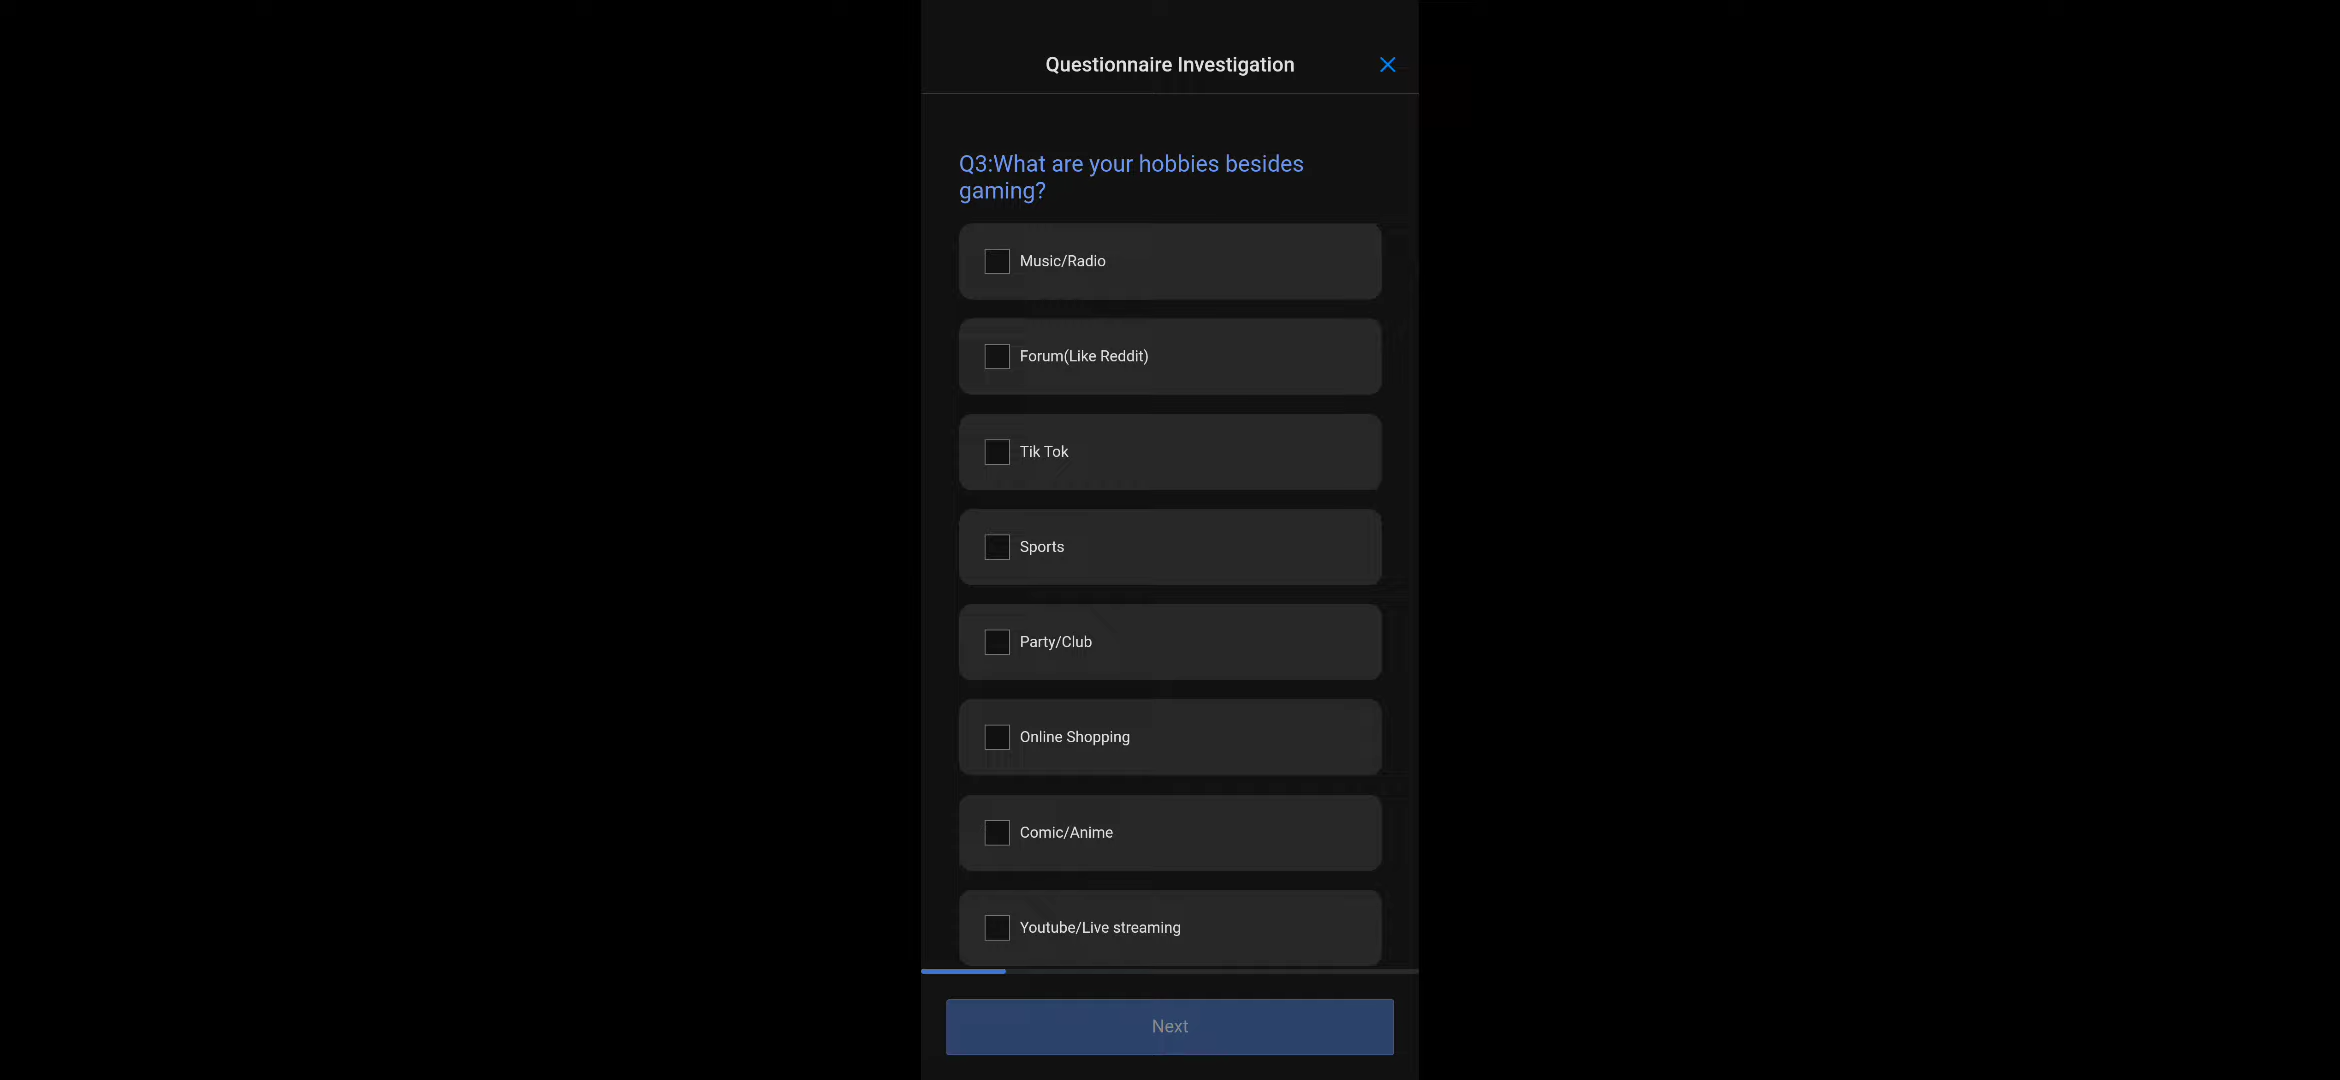 Questionnaire Investigation
Q3:What are your hobbies besides
gaming?
Music/Radio
Forum(Like Reddit)
Tik Tok
Sports
Party/Club
Online Shopping
Comic/Anime
Youtube/Live streaming
Next